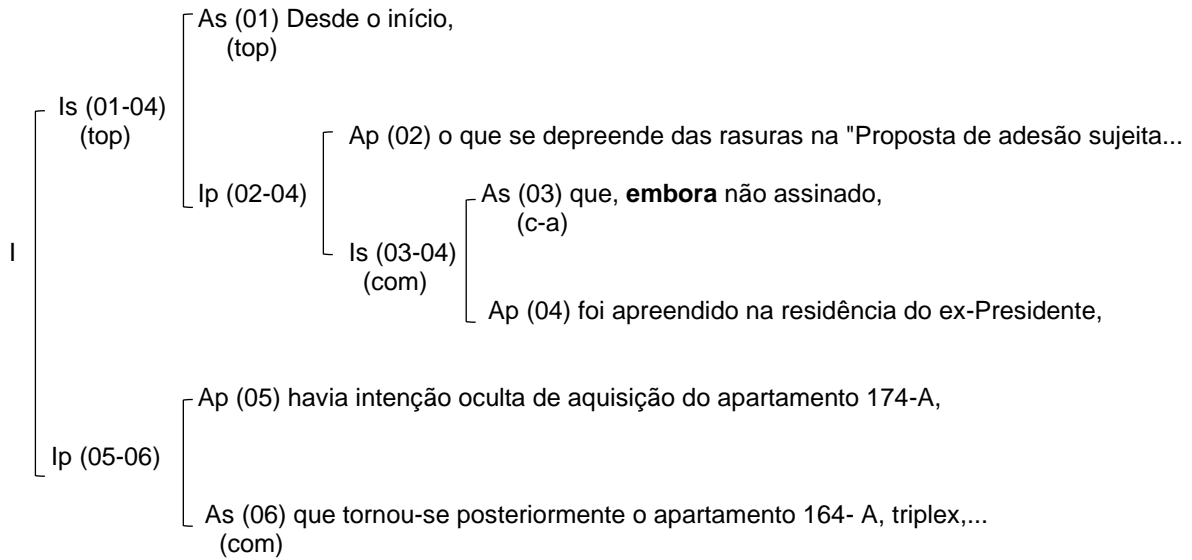 As (01) Desde o início,
(top)
Is (01-04)
(top)
Ap (02) o que se depreende das rasuras na "Proposta de adesão sujeita...
Ip (02-04)
As (03) que, embora não assinado,
(c-a)
Is (03-04)
(com)
I
Ap (04) foi apreendido na residência do ex-Presidente,
Ap (05) havia intenção oculta de aquisição do apartamento 174-A,
Ip (05-06)
As (06) que tornou-se posteriormente o apartamento 164- A, triplex,...
(com)